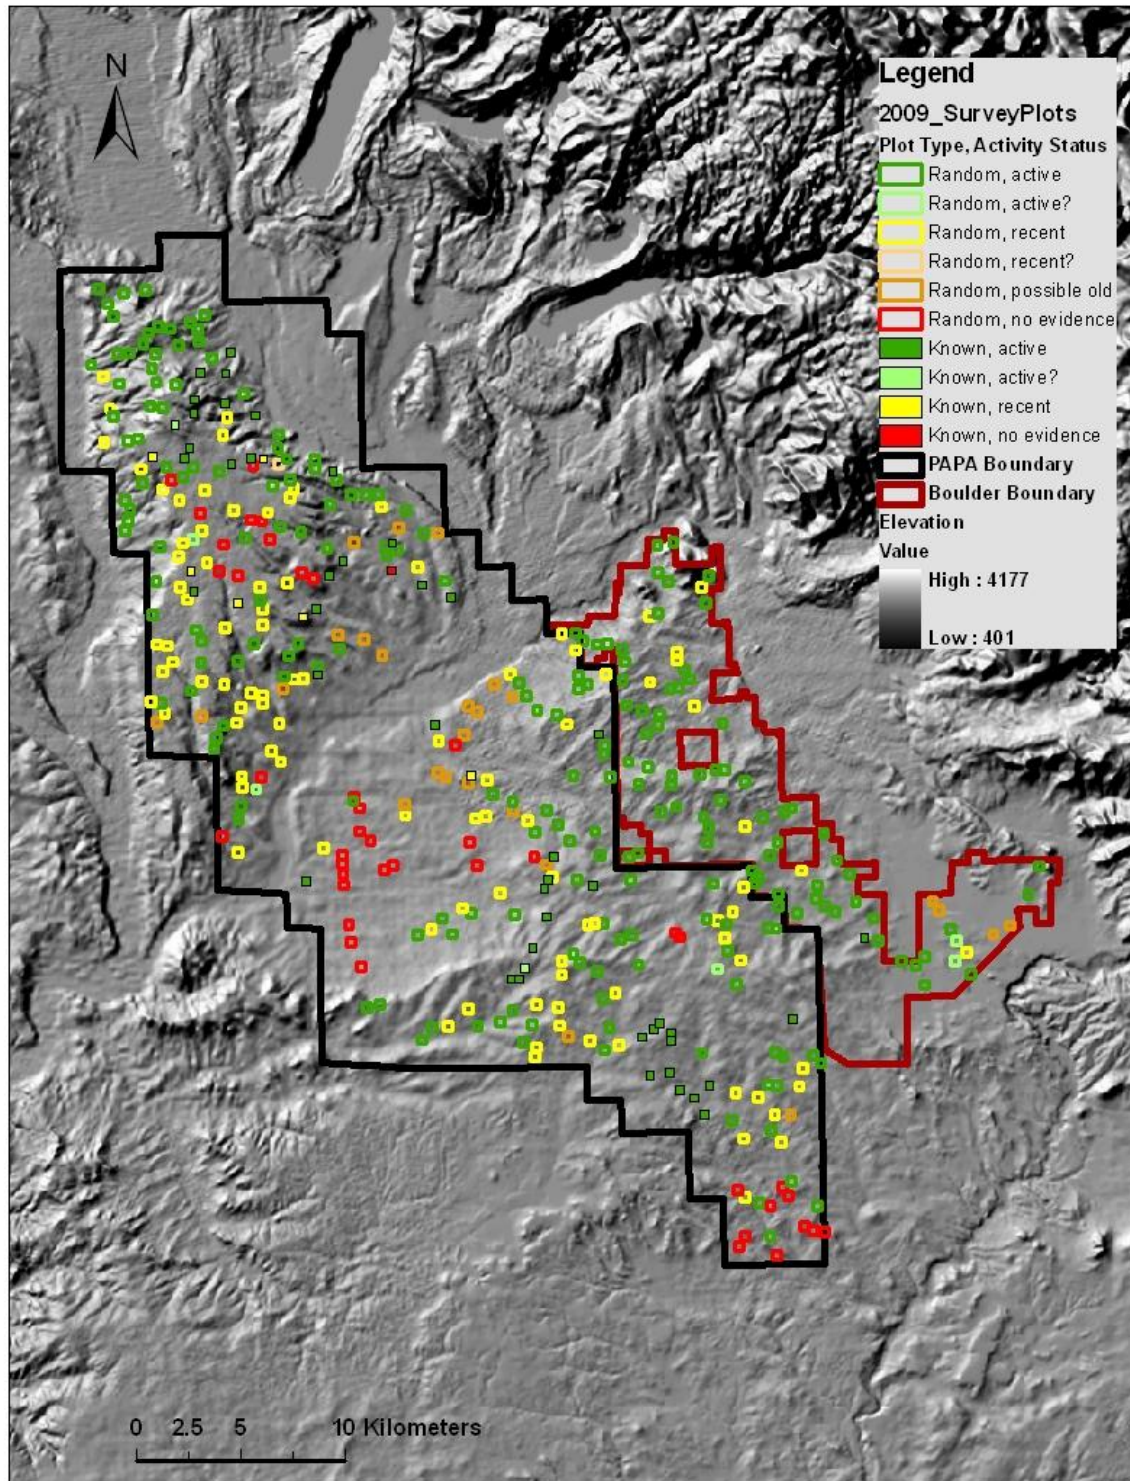 N
Legend
2009_SurveyPlots
Plot Type, Activity Status
Random, active
Random, active?
Random, recent
Random, recent?
Random, possible old
Random, no evidence
Known, active
Known, active?
Known, recent
Known, no evidence
PAPA Boundary
Boulder Boundary
Elevation
Value
High : 4177
Low : 401
0 2.5 5 10 Kilometers